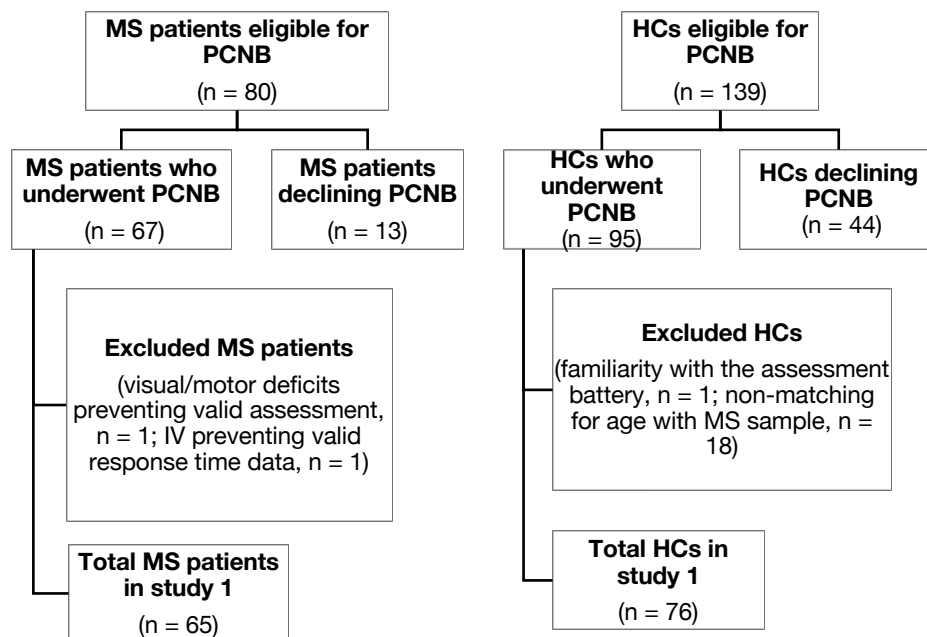 MS patients eligible for
PCNB
(n = 80)
HCs eligible for
PCNB
(n = 139)
MS patients who
underwent PCNB
(n = 67)
MS patients
declining PCNB
(n = 13)
HCs who
underwent
PCNB
(n = 95)
HCs declining
PCNB
(n = 44)
Excluded MS patients
(visual/motor deficits
preventing valid assessment,
n = 1; IV preventing valid
response time data, n = 1)
Excluded HCs
(familiarity with the assessment
battery, n = 1; non-matching
for age with MS sample, n =
18)
Total MS patients
in study 1
(n = 65)
Total HCs in
study 1
(n = 76)